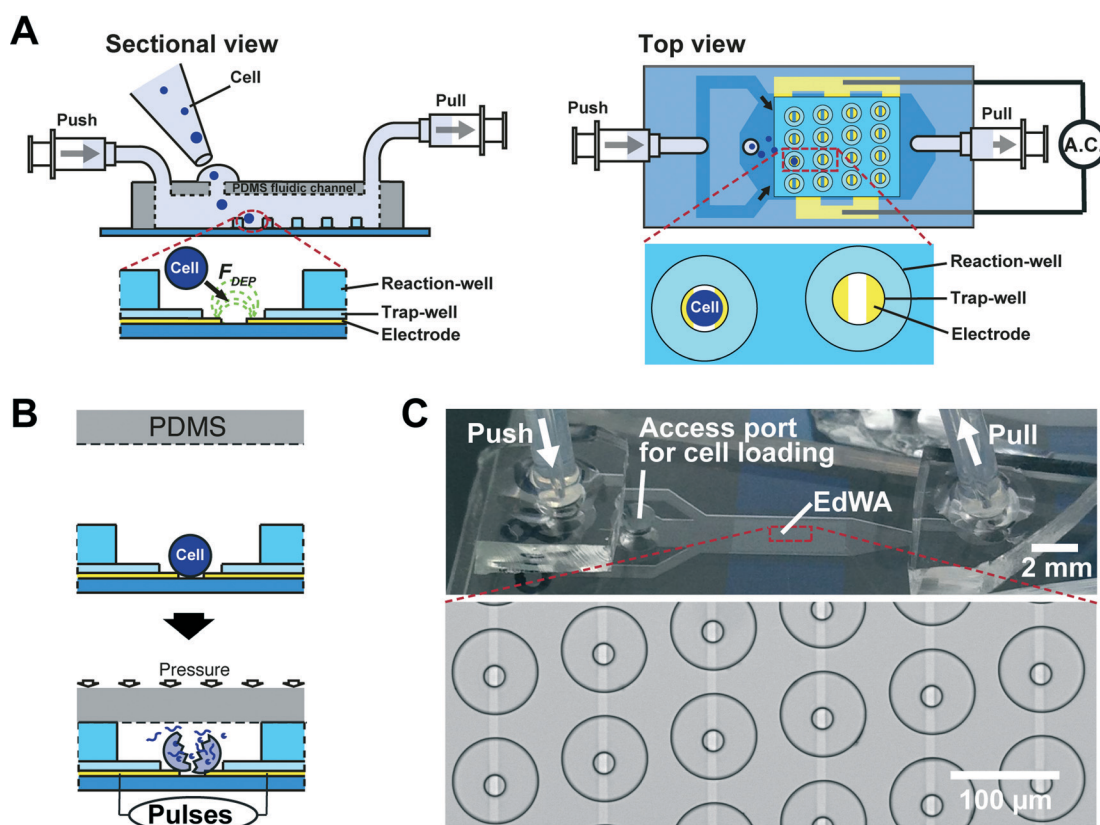 A
Sectional view
Cell
Push
Pull
PDMS fluidic channel
Cell
F DEP
Reaction-well
Trap-well
Electrode
Top view
Push
Pull
A.C.
Cell
Reaction-well
Trap-well
Electrode
B
PDMS
Cell
Pressure
Pulses
C
Push
Access port
for cell loading
Pull
EdWA
2 mm
100 μm